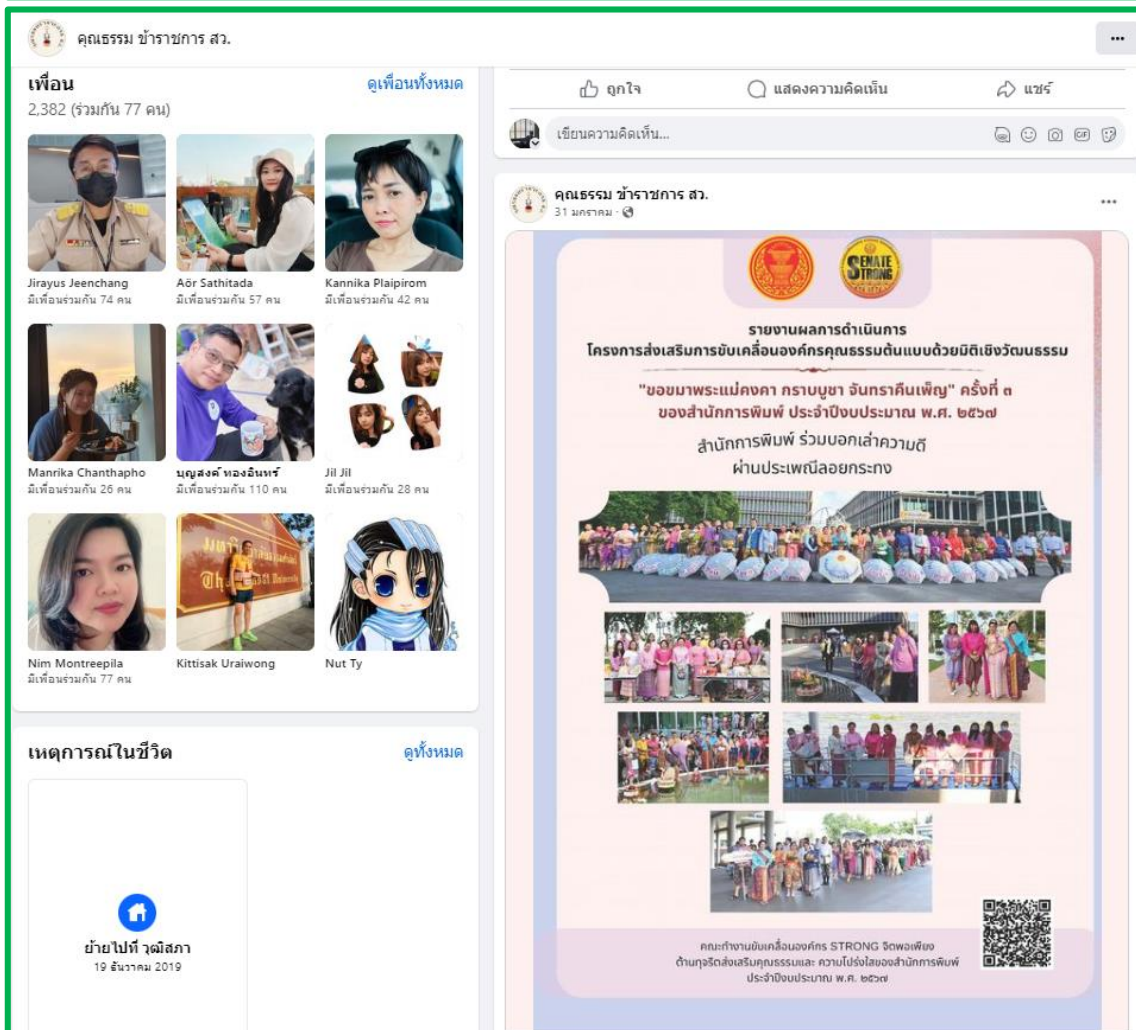 คุณธรรม ข้าราชการ สว.
เพื่อน
ดูเพื่อนทั้งหมด
2,382 (ร่วมกัน 77 คน)
Jirayus Jeenchang
มีเพื่อนร่วมกัน 74 คน
Aör Sathitada
มีเพื่อนร่วมกัน 57 คน
Kannika Plaipirom
มีเพื่อนร่วมกัน 42 คน
Manrika Chanthapho
มีเพื่อนร่วมกัน 26 คน
บุญสงค์ ทองอินทร์
มีเพื่อนร่วมกัน 110 คน
Jil Jil
มีเพื่อนร่วมกัน 28 คน
Nim Montreepila
มีเพื่อนร่วมกัน 77 คน
Kittisak Uraiwong
Nut Ty
เหตุการณ์ในชีวิต
ดูทั้งหมด
ย้ายไปที่ วุฒิสภา
19 ธันวาคม 2019
ถูกใจ
แสดงความคิดเห็น
แชร์
เขียนความคิดเห็น...
GIF
คุณธรรม ข้าราชการ สว.
31 มกราคม ·
SENATE
STRONG
รายงานผลการดำเนินการ
โครงการส่งเสริมการขับเคลื่อนองค์กรคุณธรรมต้นแบบด้วยมิติเชิงวัฒนธรรม
"ขอขมาพระแม่คงคา กราบบูชา จันทราคืนเพ็ญ" ครั้งที่ ๓
ของสำนักการพิมพ์ ประจำปีงบประมาณ พ.ศ. ๒๕๖๗
สำนักการพิมพ์ ร่วมบอกเล่าความดี
ผ่านประเพณีลอยกระทง
คณะทำงานขับเคลื่อนองค์กร STRONG จิตพอเพียง
ต้านทุจริตส่งเสริมคุณธรรมและ ความโปร่งใสของสำนักการพิมพ์
ประจำปีงบประมาณ พ.ศ. ๒๕๖๗